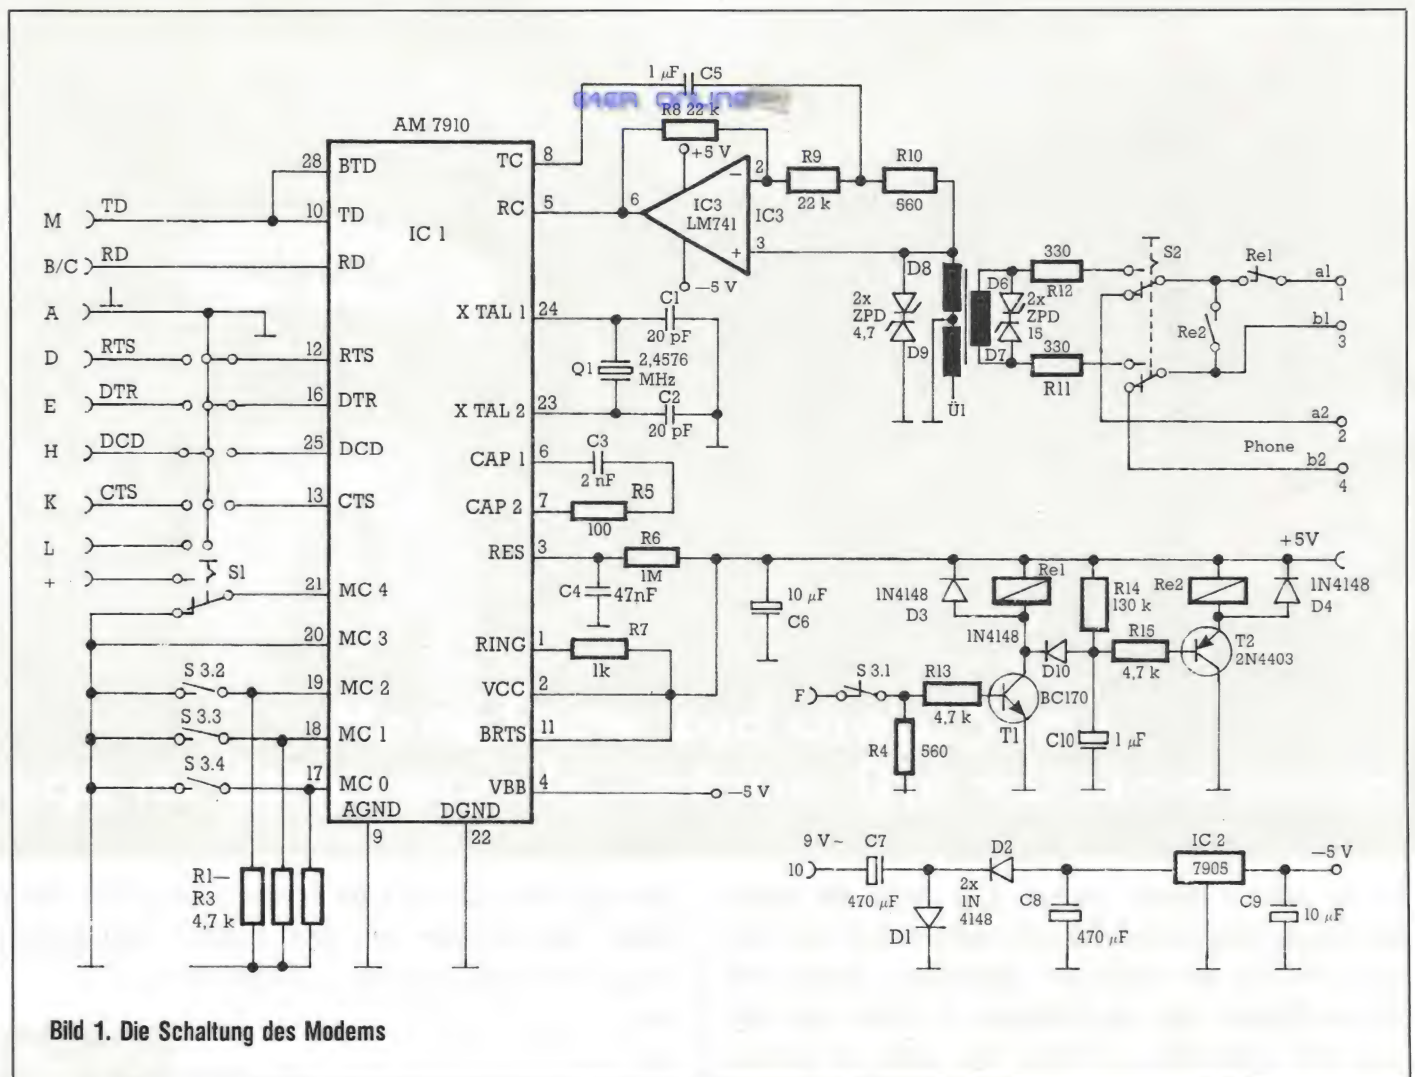 1 µF C5
64ER ONLINE
R8 22 k
AM 7910
+5 V
28 BTD
TC 8
2
R9
R10
M TD
10 TD
RC 5
6
IC3
LM741
IC3
22 k
560
IC 1
3
B/C RD
RD
−5 V
D8
D6
330
S2
Re1
a1
1
R12
A
X TAL 1 24
C1
20 pF
2x
ZPD
4,7
2x
ZPD
15
Re2
b1
3
D RTS
12 RTS
Q1
2,4576
MHz
D9
D7
330
R11
E DTR
16 DTR
X TAL 2 23
C2
20 pF
Ü1
a2
2
H DCD
25 DCD
CAP 1 6
C3
2 nF
Phone
b2
4
K CTS
13 CTS
CAP 2 7
R5
100
L
RES 3
R6
1M
+5V
+
S1
21 MC 4
C4
47nF
10 µF
C6
1N4148
D3
Re1
R14
130 k
Re2
1N4148
D4
20 MC 3
RING 1
R7
1k
1N4148
D10
R15
4,7 k
T2
2N4403
S 3.2
19 MC 2
VCC 2
F
S 3.1
R13
4,7 k
BC170
T1
S 3.3
18 MC 1
BRTS 11
R4
560
C10
1 µF
S 3.4
17 MC 0
VBB 4
−5 V
AGND
DGND
9
22
9 V~
10
C7
470 µF
D2
2x
1N
4148
D1
C8
470 µF
IC 2
7905
C9
−5 V
10 µF
R1—
R3
4,7 k
Bild 1. Die Schaltung des Modems